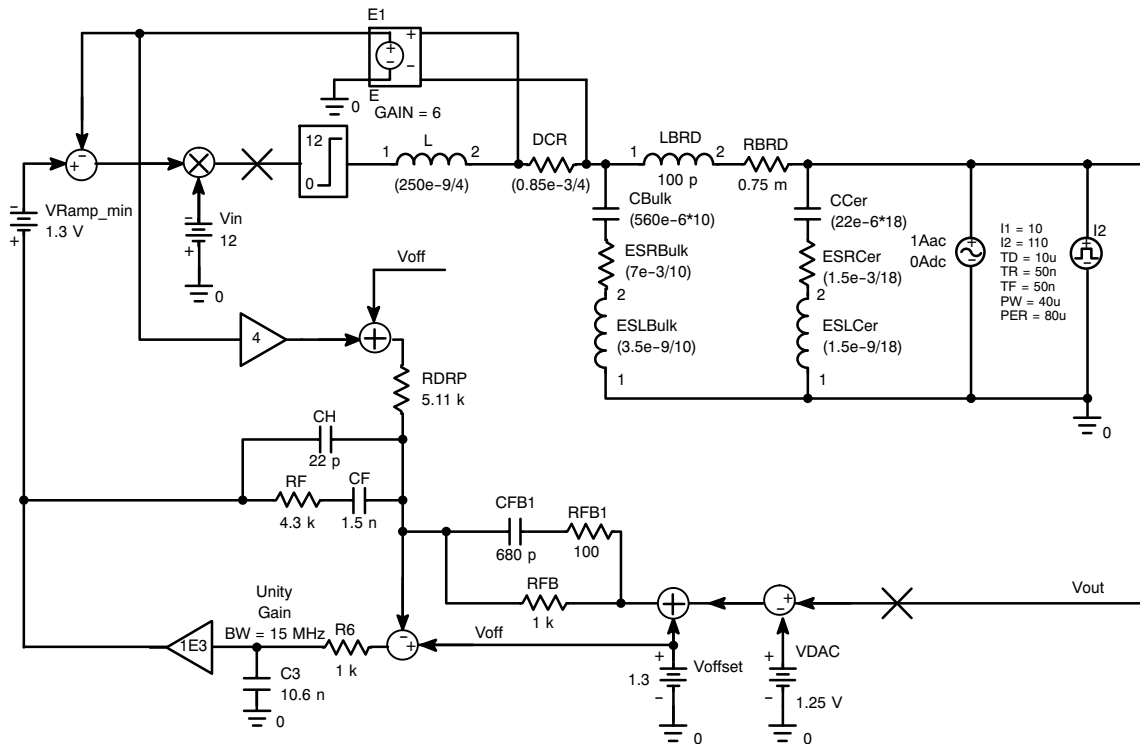 E1
+
−
+
−
E
0
GAIN = 6
12
0
1
L
2
(250e−9/4)
DCR
(0.85e−3/4)
LBRD
1
2
100 p
RBRD
0.75 m
−
+
−
+
VRamp_min
1.3 V
−
+
Vin
12
0
CBulk
(560e−6*10)
ESRBulk
(7e−3/10)
2
ESLBulk
(3.5e−9/10)
1
CCer
(22e−6*18)
ESRCer
(1.5e−3/18)
2
ESLCer
(1.5e−9/18)
1
1Aac
0Adc
+
−
I1 = 10
I2 = 110
TD = 10u
TR = 50n
TF = 50n
PW = 40u
PER = 80u
I2
+
−
0
Voff
4
+
RDRP
5.11 k
CH
22 p
RF
4.3 k
CF
1.5 n
CFB1
680 p
RFB1
100
RFB
1 k
Unity
Gain
BW = 15 MHz
1E3
R6
1 k
C3
10.6 n
0
−
+
Voff
+
+
−
Vout
1.3
+
−
Voffset
0
VDAC
+
−
1.25 V
0